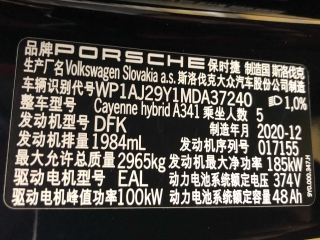 品牌 PORSCHE 保时捷 制造国 斯洛伐克
生产厂名 Volkswagen Slovakia a.s. 斯洛伐克大众汽车股份公司制造
车辆识别代号 WP1AJ29Y1MDA37240 1,0%
整车型号 Cayenne hybrid A341 乘坐人数 5
发动机型号 DFK 制造年月 2020-12
发动机排量 1984mL 发动机序列号 017155
最大允许总质量 2965kg 发动机最大净功率 185kW
驱动电机型号 EAL 动力电池系统额定电压 374V
驱动电机峰值功率 100kW 动力电池系统额定容量 48Ah